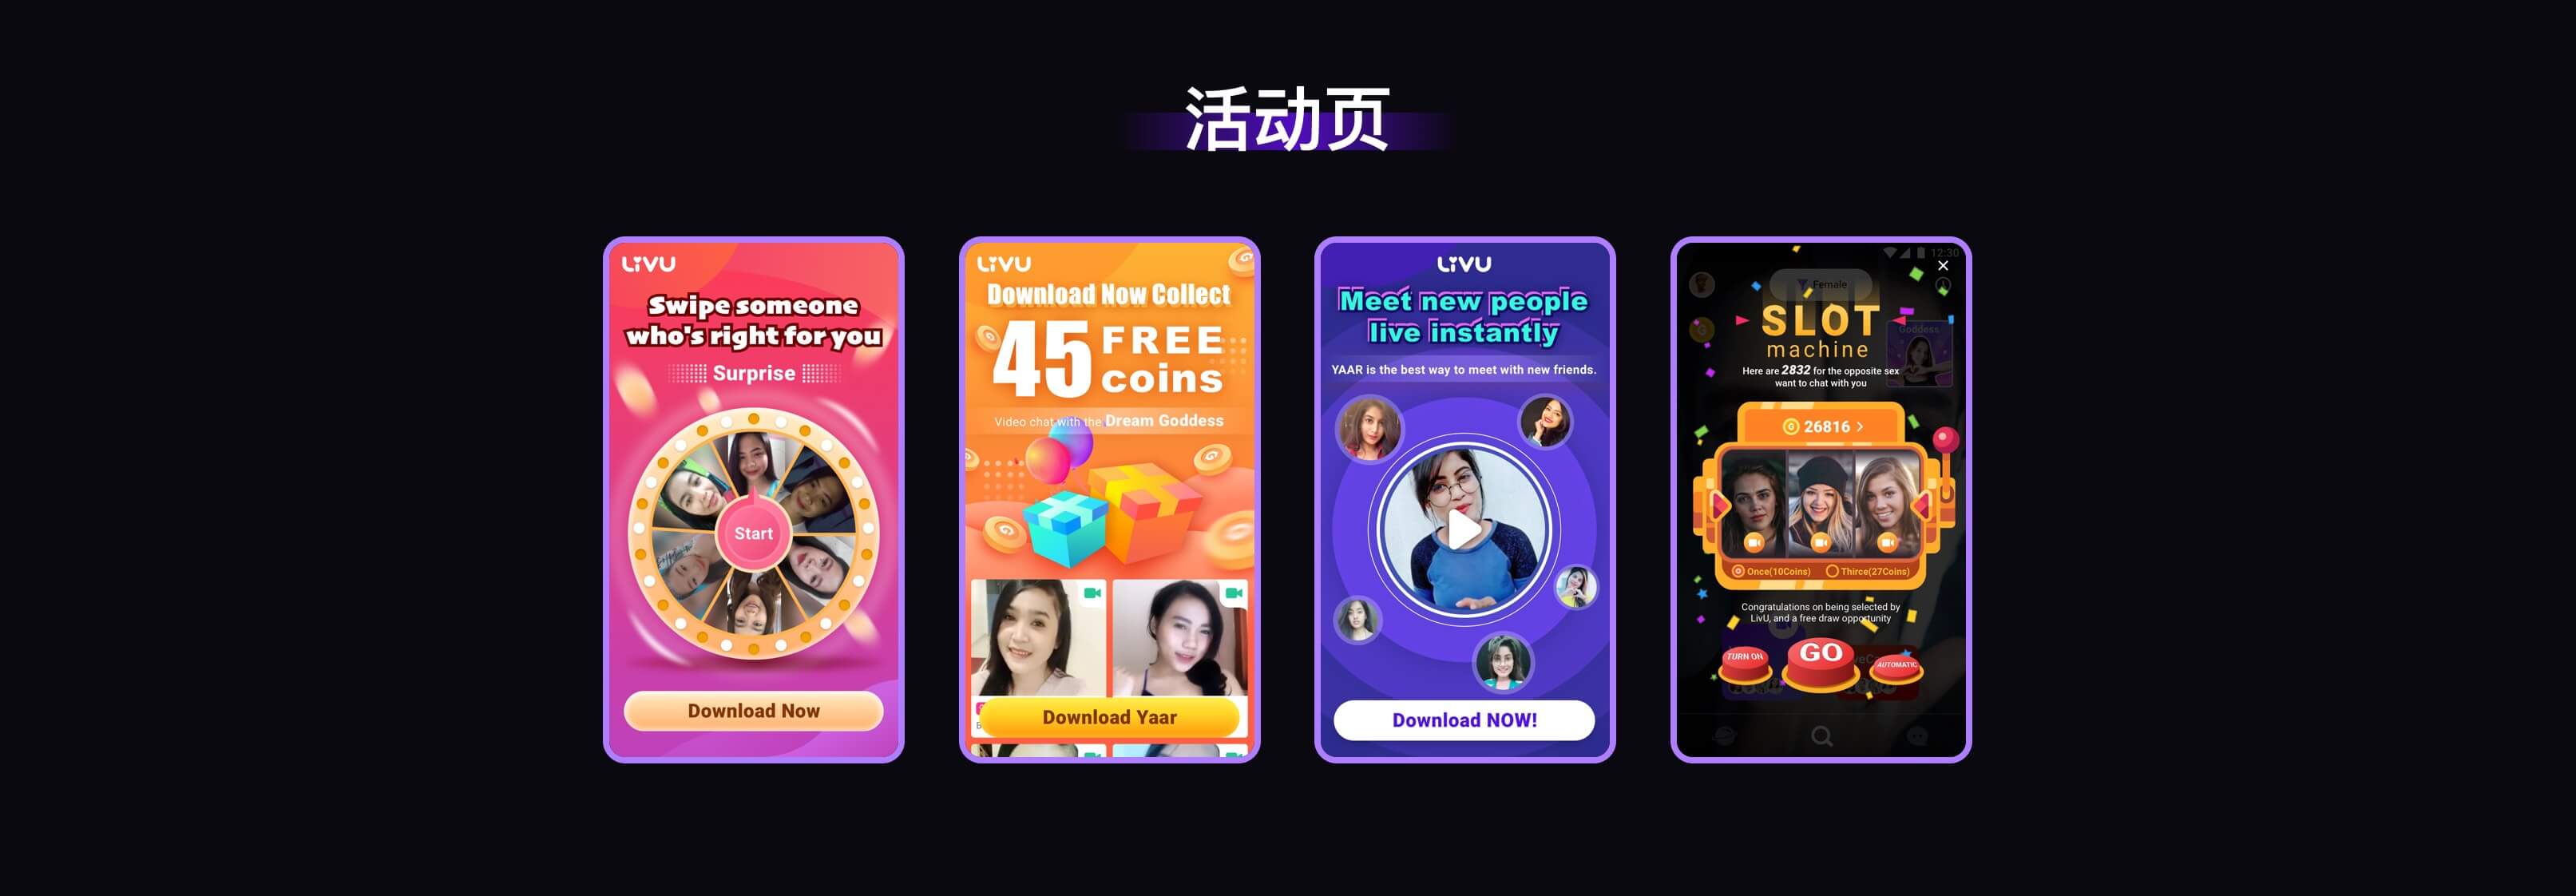 活动页
LiVU
Swipe someone
who's right for you
Surprise
Start
Download Now
LiVU
Download Now Collect
45 FREE
coins
Video chat with the Dream Goddess
Download Yaar
LiVU
Meet new people
live instantly
YAAR is the best way to meet with new friends.
Download NOW!
12:30
Female
SLOT
machine
Goddess
Here are 2832 for the opposite sex
want to chat with you
26816
Once(10Coins) Thirce(27Coins)
Congratulations on being selected by
LivU, and a free draw opportunity
TURN ON
GO
AUTOMATIC